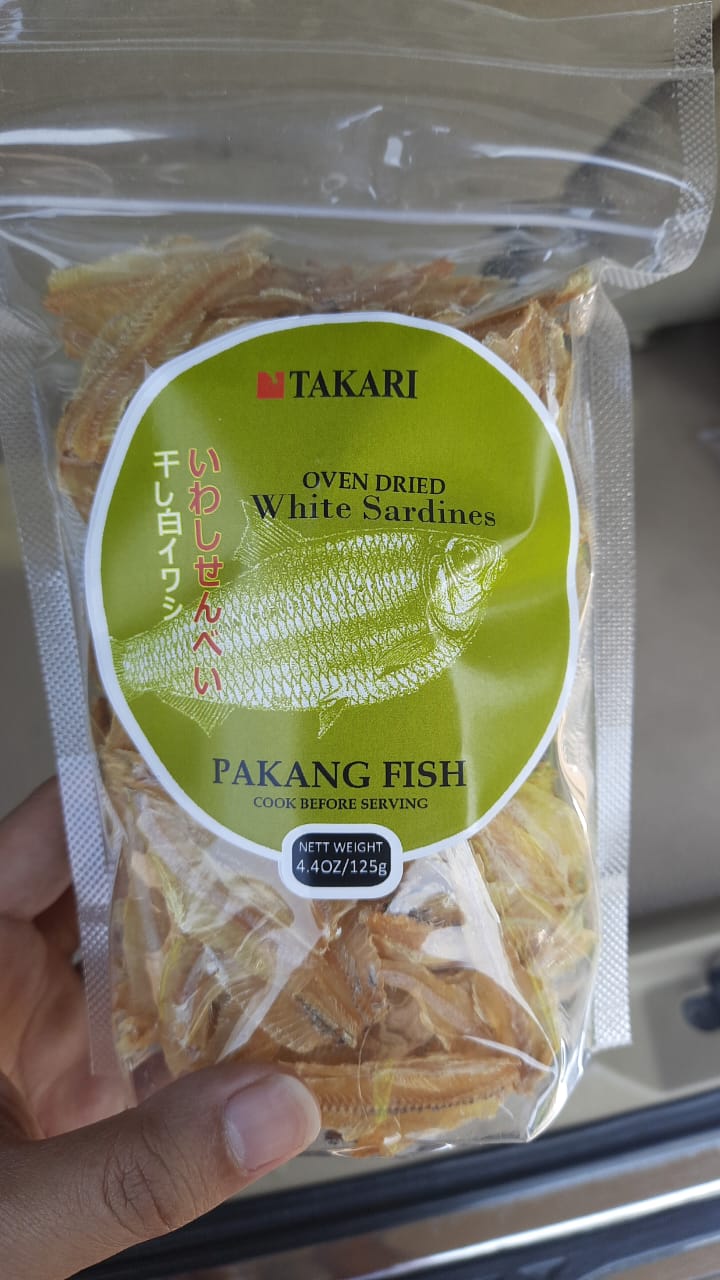 TAKARI
OVEN DRIED
White Sardines
いわしせんべい
干し白イワシ
PAKANG FISH
COOK BEFORE SERVING
NETT WEIGHT
4.4OZ/125g